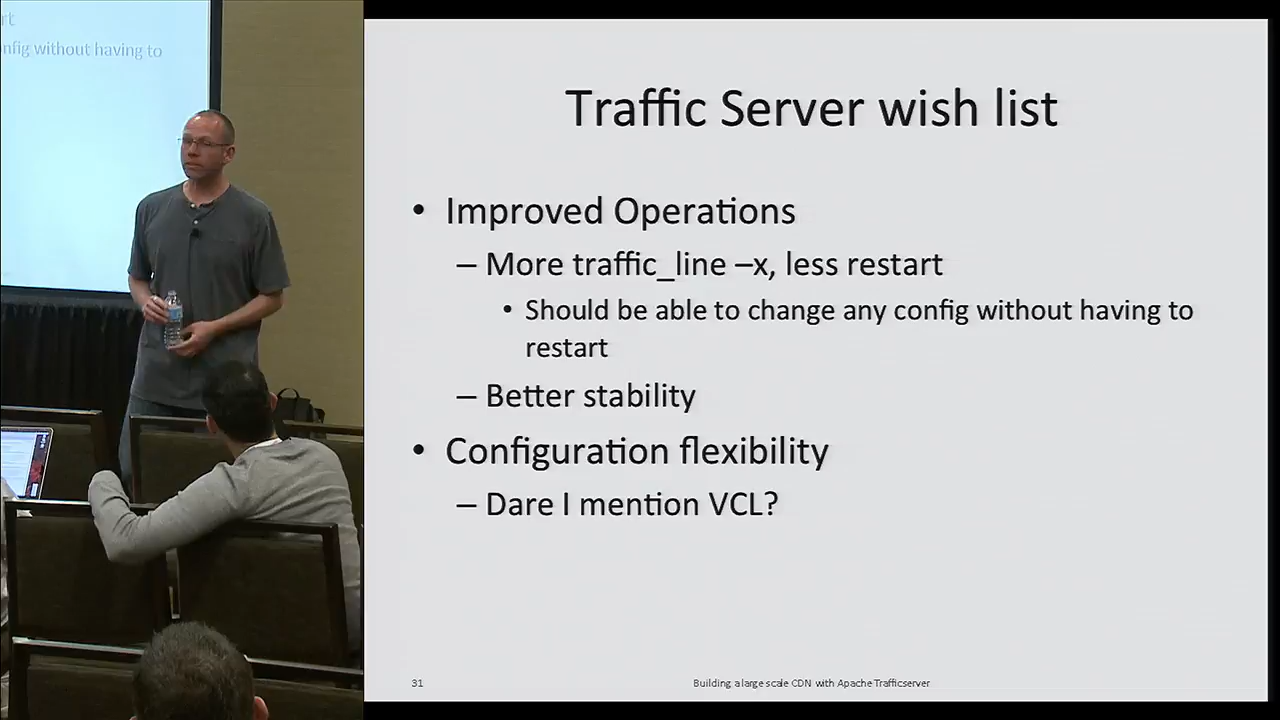 rt
nfig without having to
Traffic Server wish list
• Improved Operations
– More traffic_line –x, less restart
• Should be able to change any config without having to
restart
– Better stability
• Configuration flexibility
– Dare I mention VCL?
31
Building a large scale CDN with Apache Trafficserver